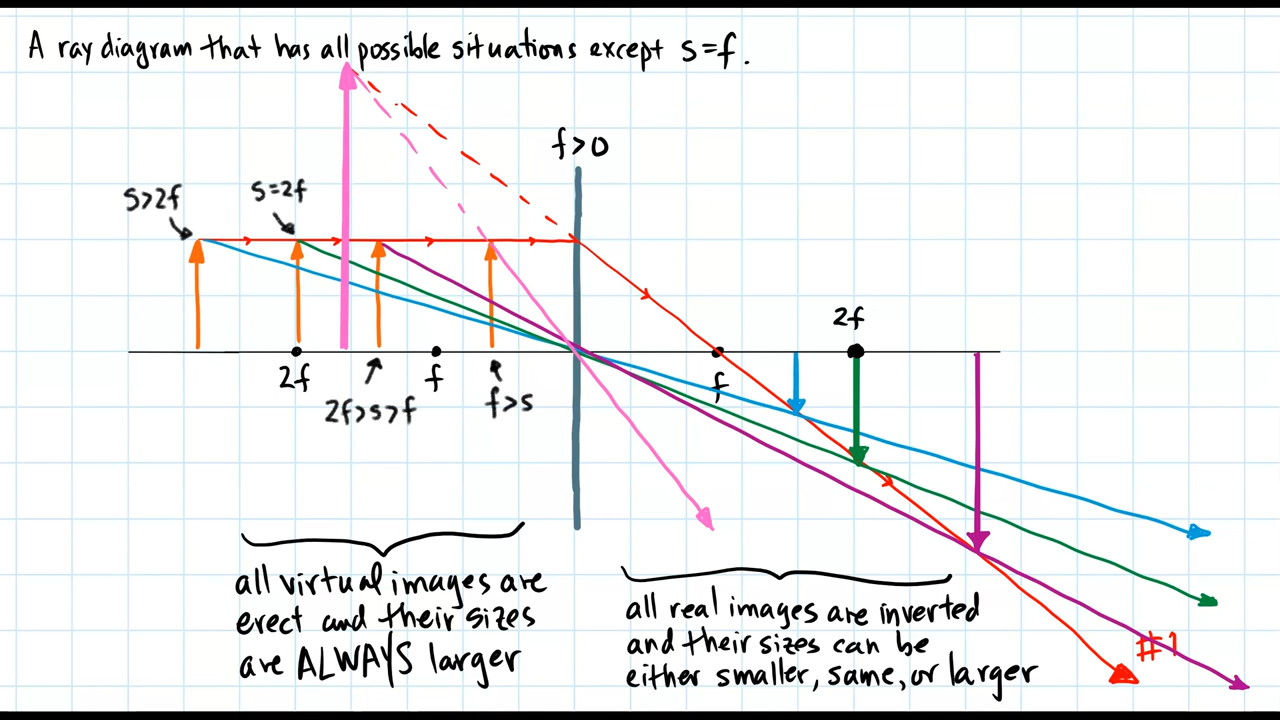 A ray diagram that has all possible situations except s=f.
f>0
s>2f
s=2f
2f
2f
f
f
2f>s>f
f>s
all virtual images are
erect and their sizes
are ALWAYS larger
all real images are inverted
and their sizes can be
either smaller, same, or larger
#1